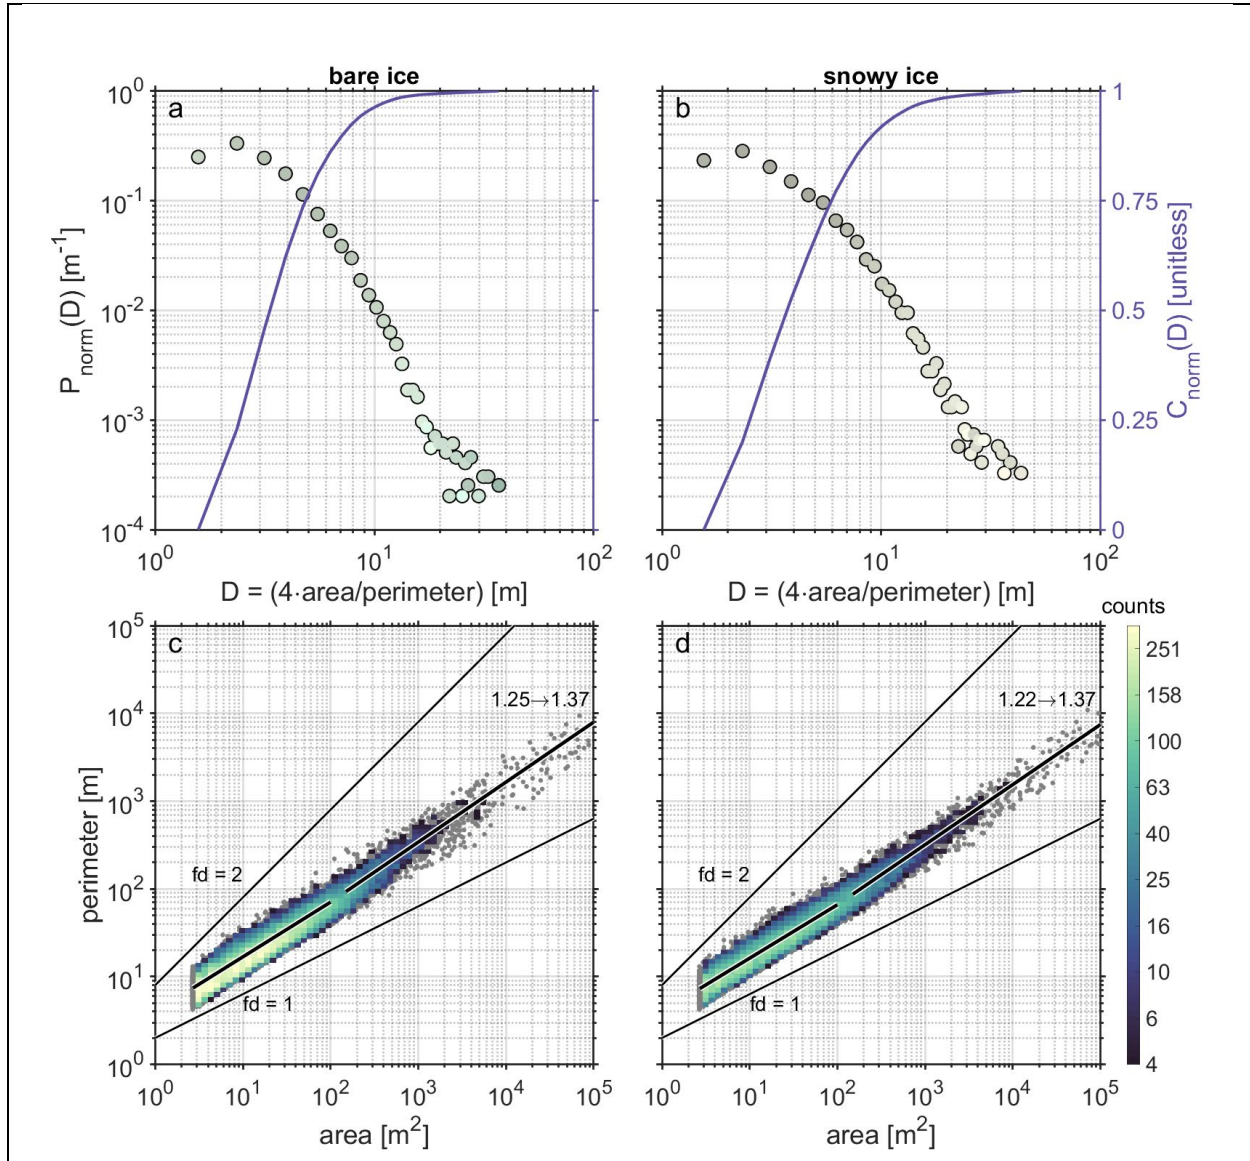 bare ice
snowy ice
a
b
10^0
10^-1
10^-2
10^-3
10^-4
P_norm(D) [m^-1]
1
0.75
0.5
0.25
0
C_norm(D) [unitless]
10^0 10^1 10^2
10^0 10^1 10^2
D = (4·area/perimeter) [m]
D = (4·area/perimeter) [m]
counts
c
d
10^5
10^4
10^3
10^2
10^1
10^0
perimeter [m]
1.25→1.37
1.22→1.37
fd = 2
fd = 2
fd = 1
fd = 1
251
158
100
63
40
25
16
10
6
4
10^0 10^1 10^2 10^3 10^4 10^5
10^0 10^1 10^2 10^3 10^4 10^5
area [m^2]
area [m^2]